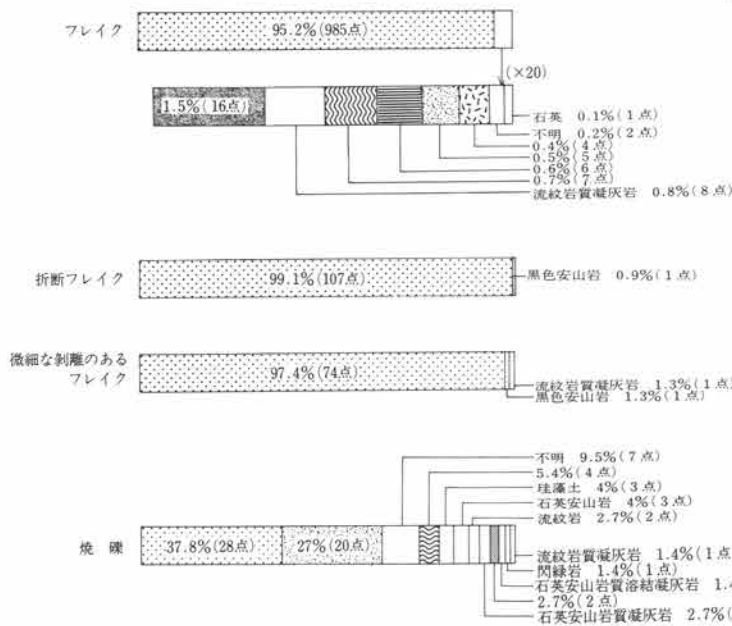 フレイク
95.2%(985点)
(×20)
1.5%(16点)
石英 0.1%(1点)
不明 0.2%(2点)
0.4%(4点)
0.5%(5点)
0.6%(6点)
0.7%(7点)
流紋岩質凝灰岩 0.8%(8点)
折断フレイク
99.1%(107点)
黒色安山岩 0.9%(1点)
微細な剝離のある
フレイク
97.4%(74点)
流紋岩質凝灰岩 1.3%(1点)
黒色安山岩 1.3%(1点)
不明 9.5%(7点)
5.4%(4点)
珪藻土 4%(3点)
石英安山岩 4%(3点)
流紋岩 2.7%(2点)
焼礫
37.8%(28点)
27%(20点)
流紋岩質凝灰岩 1.4%(1点
閃緑岩 1.4%(1点)
石英安山岩質溶結凝灰岩 1.4
2.7%(2点)
石英安山岩質凝灰岩 2.7%(